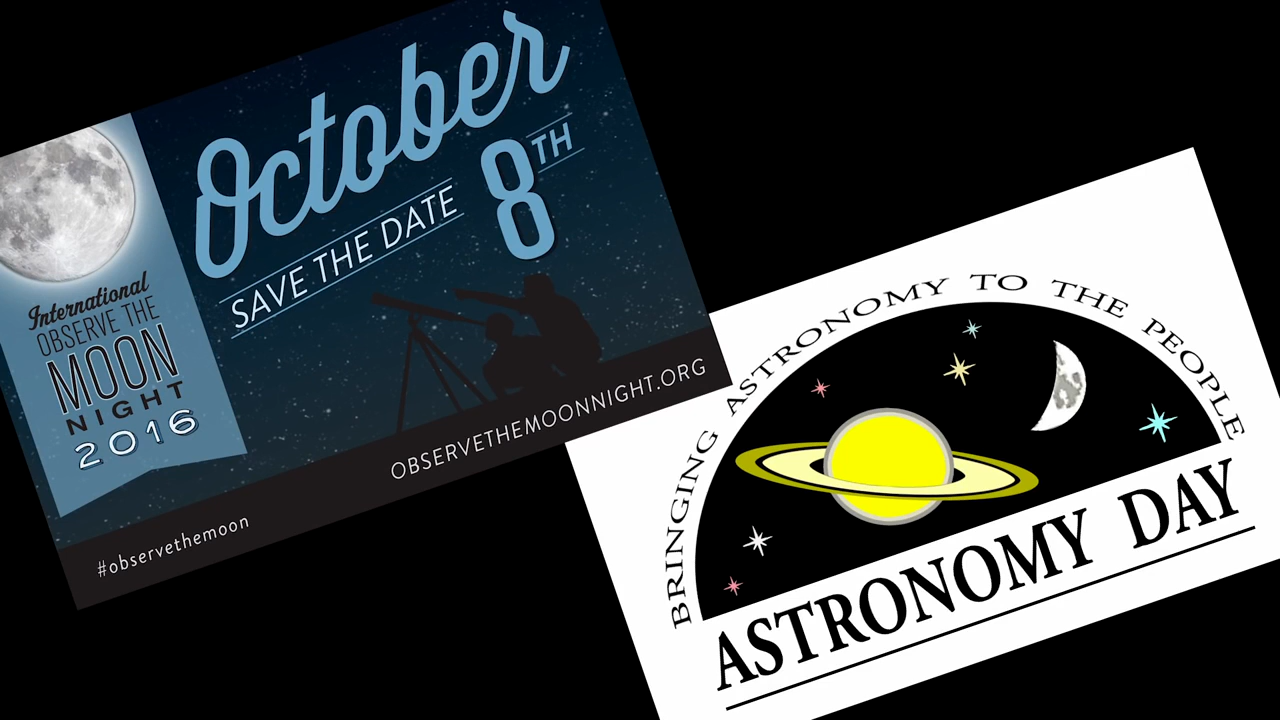 October
8TH
SAVE THE DATE
International
OBSERVE THE
MOON
NIGHT
2016
OBSERVETHEMOONNIGHT.ORG
#observethemoon
BRINGING ASTRONOMY TO THE PEOPLE
ASTRONOMY DAY